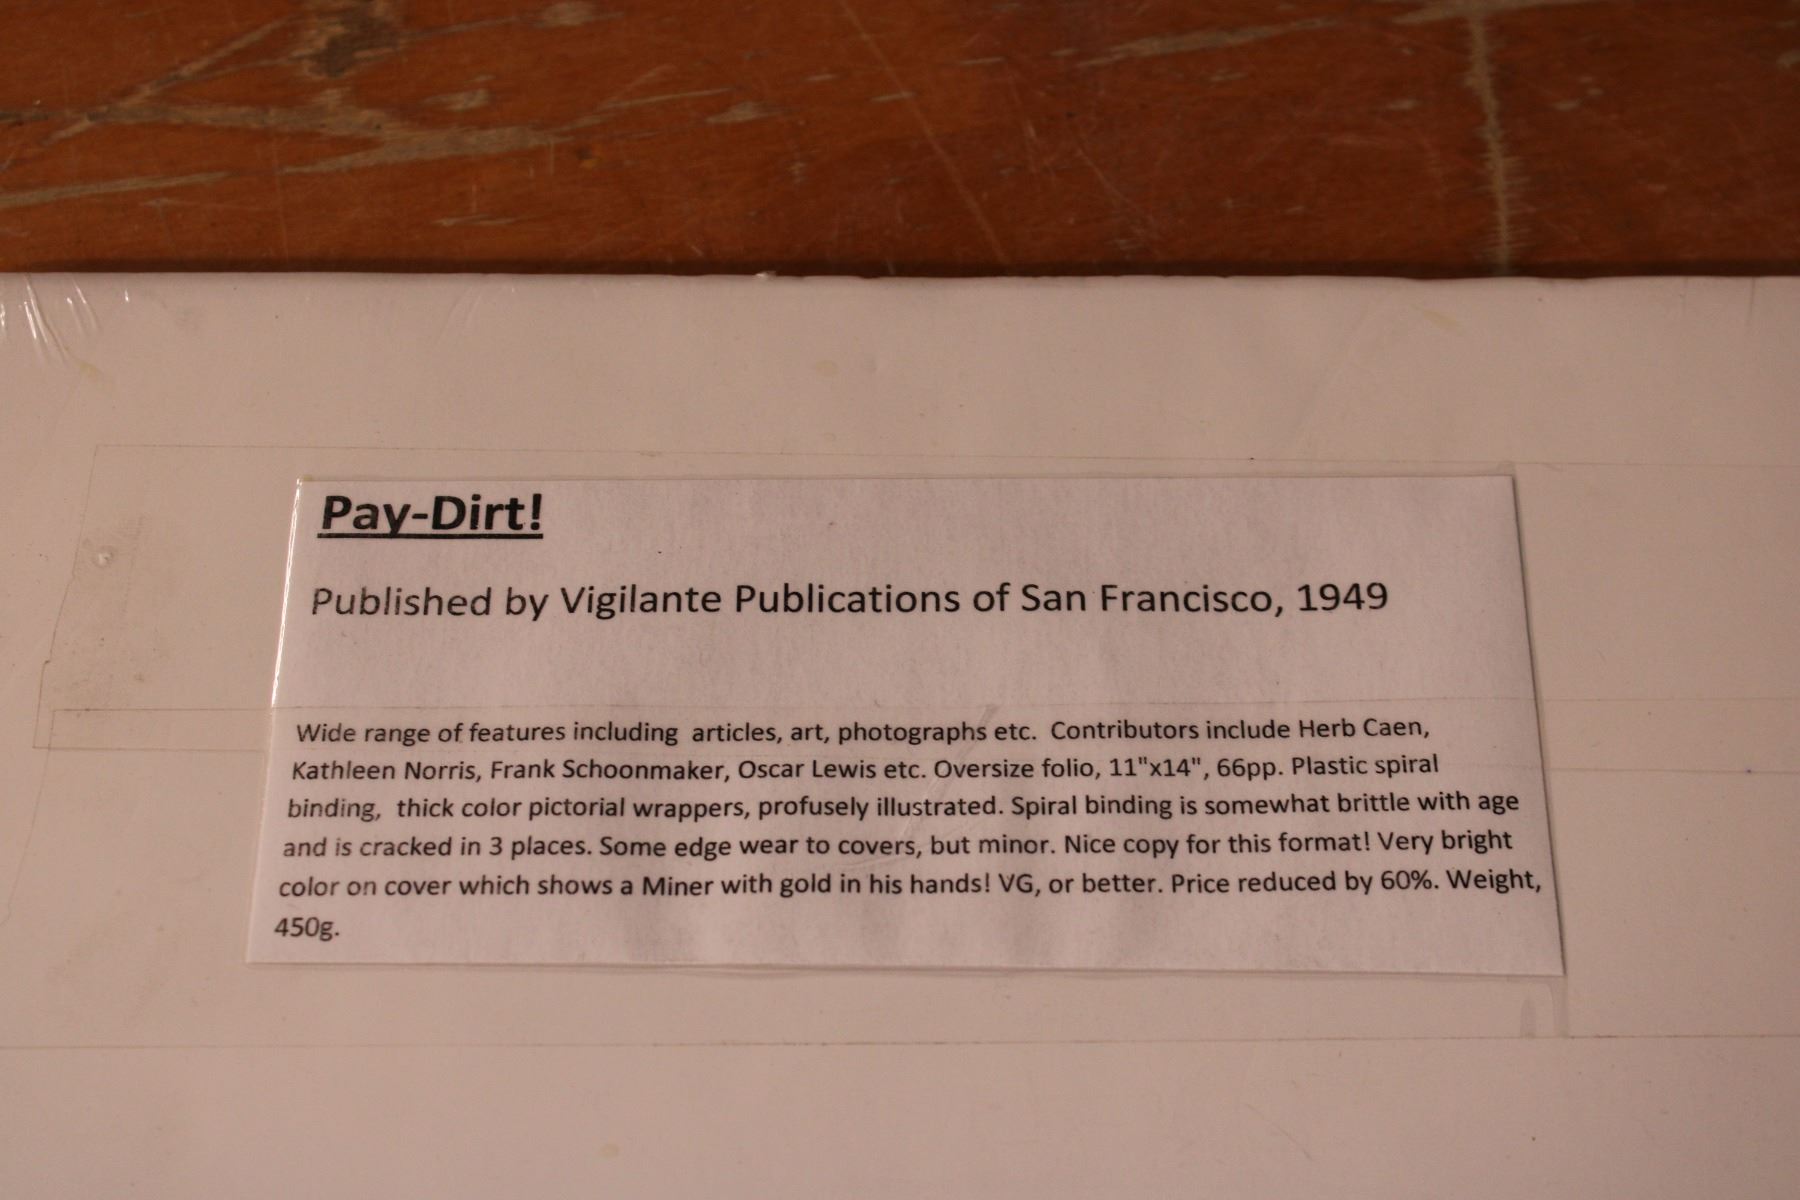 Pay-Dirt!
Published by Vigilante Publications of San Francisco, 1949
Wide range of features including  articles, art, photographs etc.  Contributors include Herb Caen,
Kathleen Norris, Frank Schoonmaker, Oscar Lewis etc. Oversize folio, 11"x14", 66pp. Plastic spiral
binding,  thick color pictorial wrappers, profusely illustrated. Spiral binding is somewhat brittle with age
and is cracked in 3 places. Some edge wear to covers, but minor. Nice copy for this format! Very bright
color on cover which shows a Miner with gold in his hands! VG, or better. Price reduced by 60%. Weight,
450g.